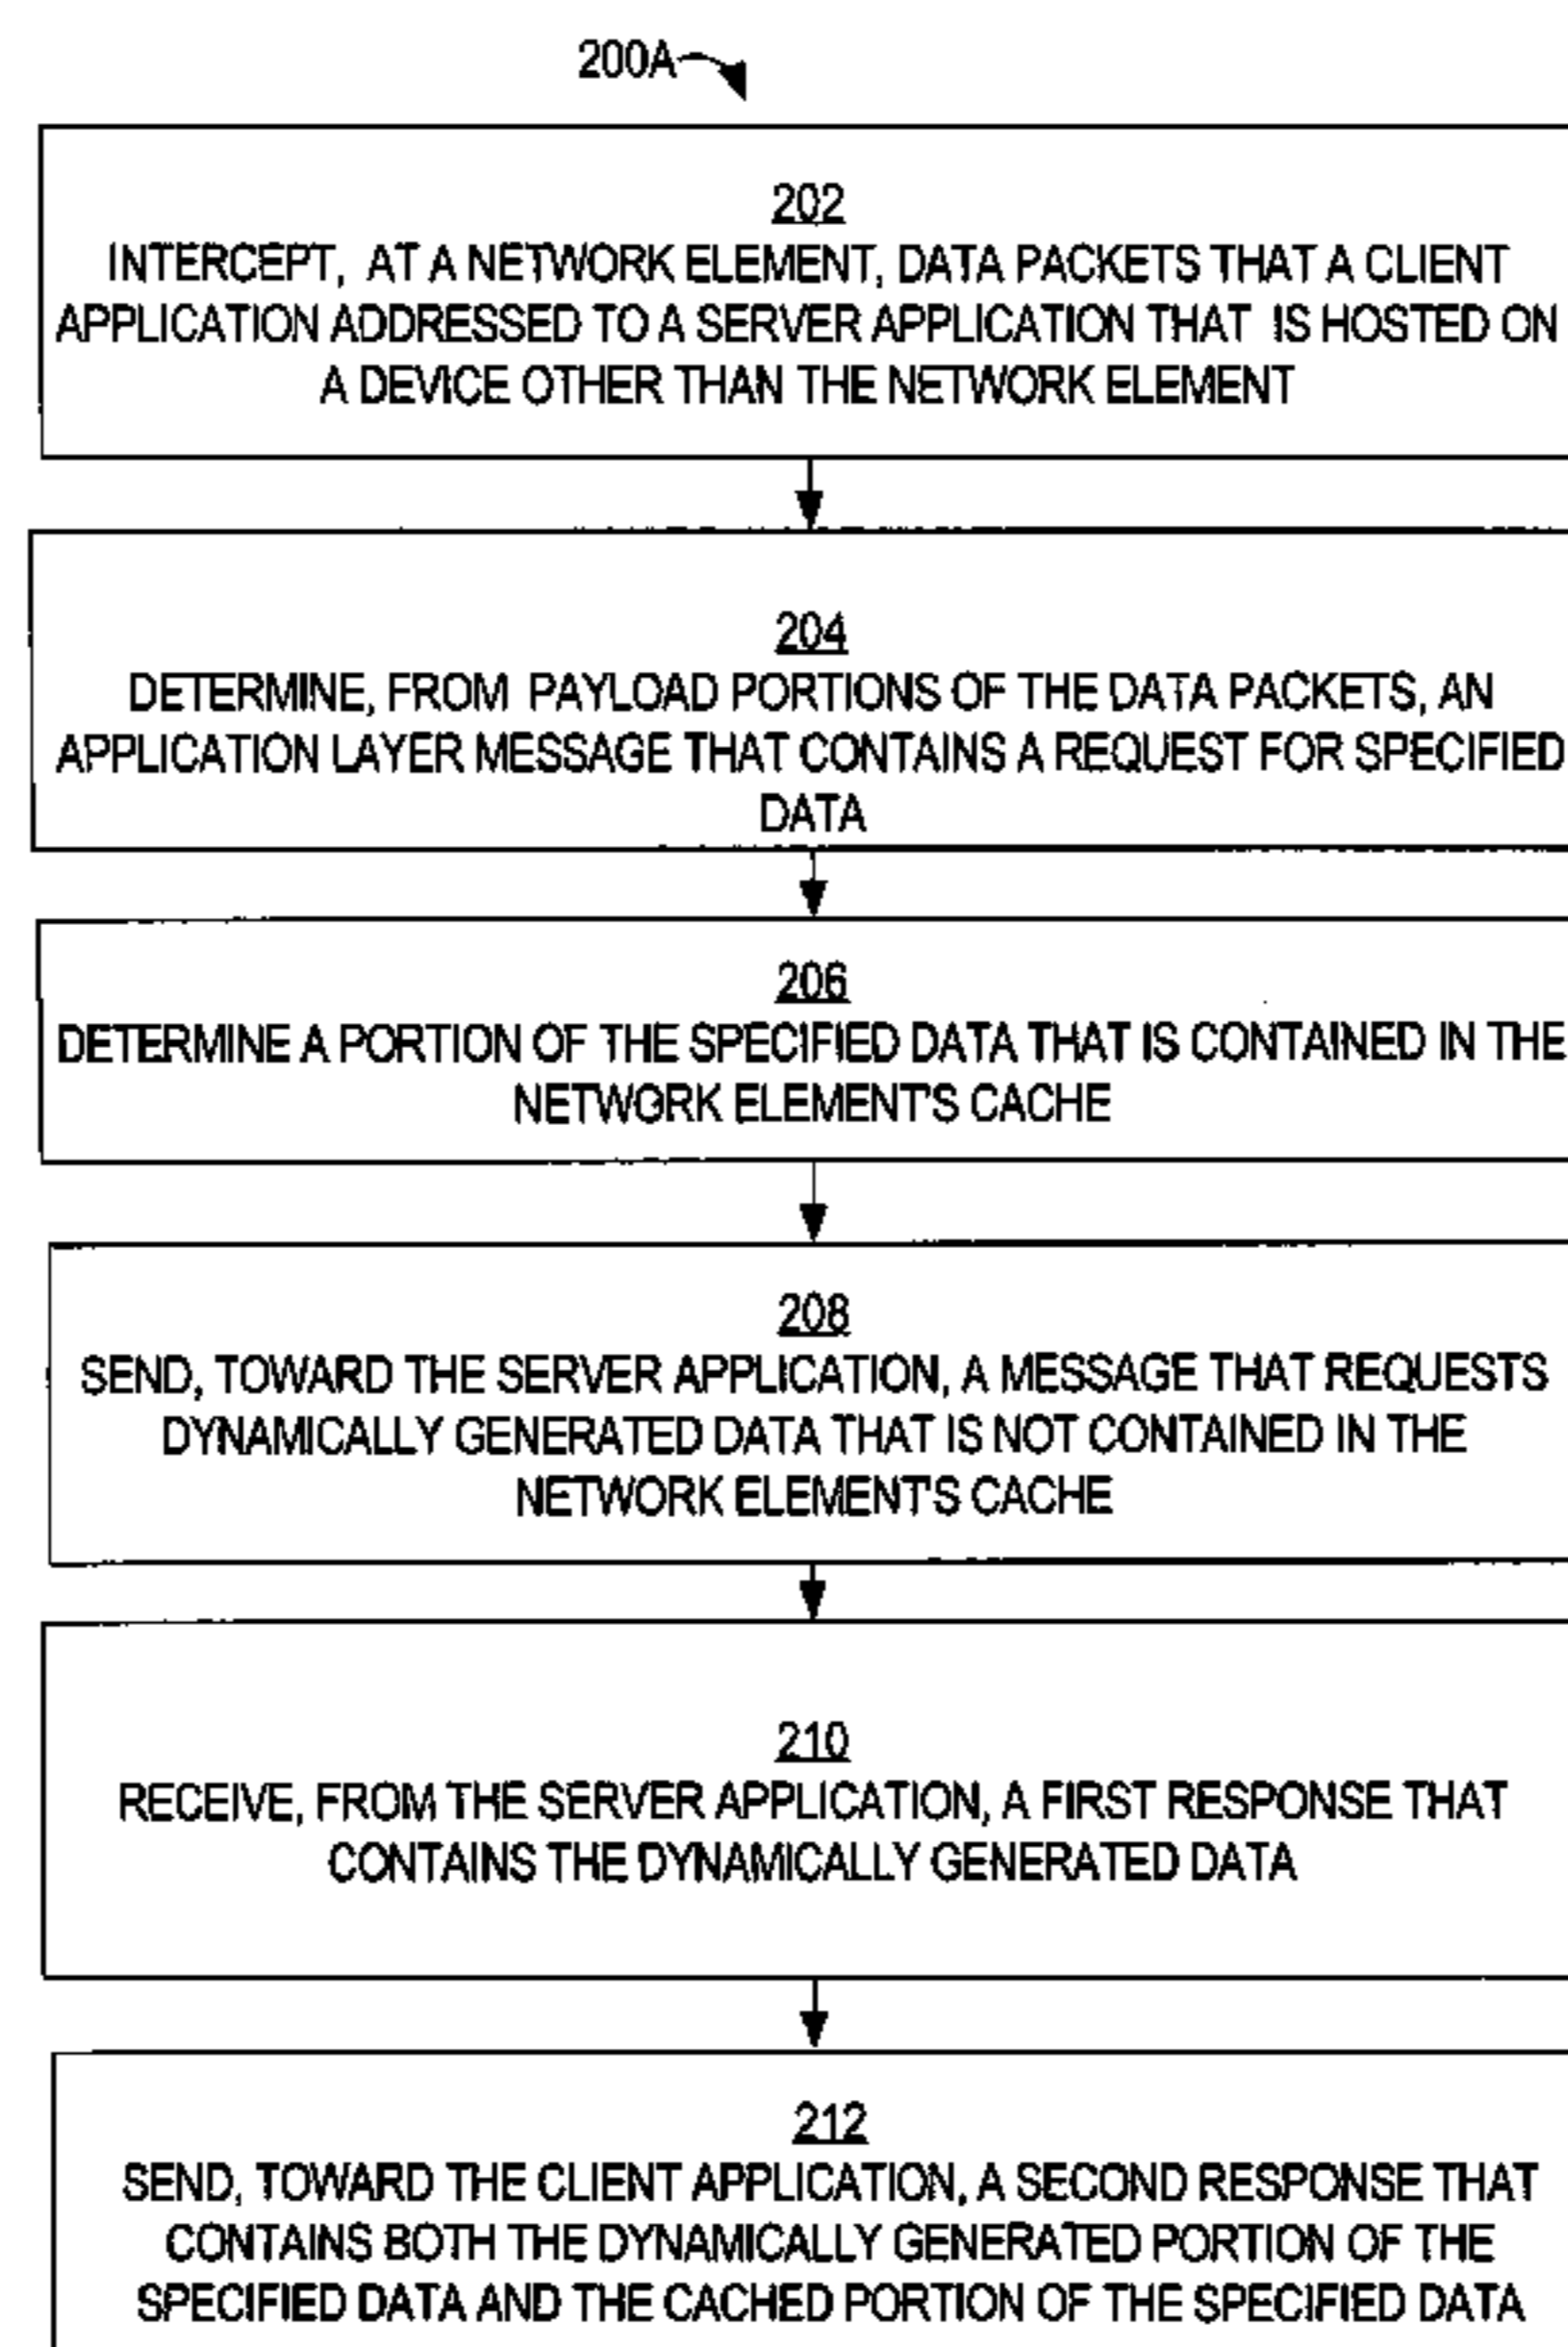 200A
202
INTERCEPT, AT A NETWORK ELEMENT, DATA PACKETS THAT A CLIENT
APPLICATION ADDRESSED TO A SERVER APPLICATION THAT IS HOSTED ON
A DEVICE OTHER THAN THE NETWORK ELEMENT
204
DETERMINE, FROM PAYLOAD PORTIONS OF THE DATA PACKETS, AN
APPLICATION LAYER MESSAGE THAT CONTAINS A REQUEST FOR SPECIFIED
DATA
206
DETERMINE A PORTION OF THE SPECIFIED DATA THAT IS CONTAINED IN THE
NETWORK ELEMENT'S CACHE
208
SEND, TOWARD THE SERVER APPLICATION, A MESSAGE THAT REQUESTS
DYNAMICALLY GENERATED DATA THAT IS NOT CONTAINED IN THE
NETWORK ELEMENT'S CACHE
210
RECEIVE, FROM THE SERVER APPLICATION, A FIRST RESPONSE THAT
CONTAINS THE DYNAMICALLY GENERATED DATA
212
SEND, TOWARD THE CLIENT APPLICATION, A SECOND RESPONSE THAT
CONTAINS BOTH THE DYNAMICALLY GENERATED PORTION OF THE
SPECIFIED DATA AND THE CACHED PORTION OF THE SPECIFIED DATA